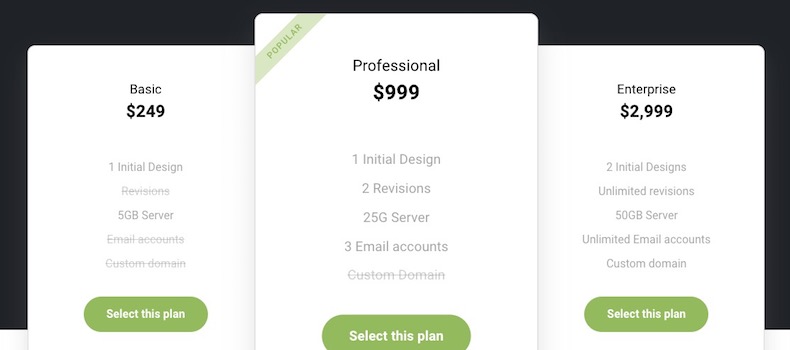 Basic
$249
1 Initial Design
Revisions
5GB Server
Email accounts
Custom domain
Select this plan
POPULAR
Professional
$999
1 Initial Design
2 Revisions
25G Server
3 Email accounts
Custom Domain
Select this plan
Enterprise
$2,999
2 Initial Designs
Unlimited revisions
50GB Server
Unlimited Email accounts
Custom domain
Select this plan